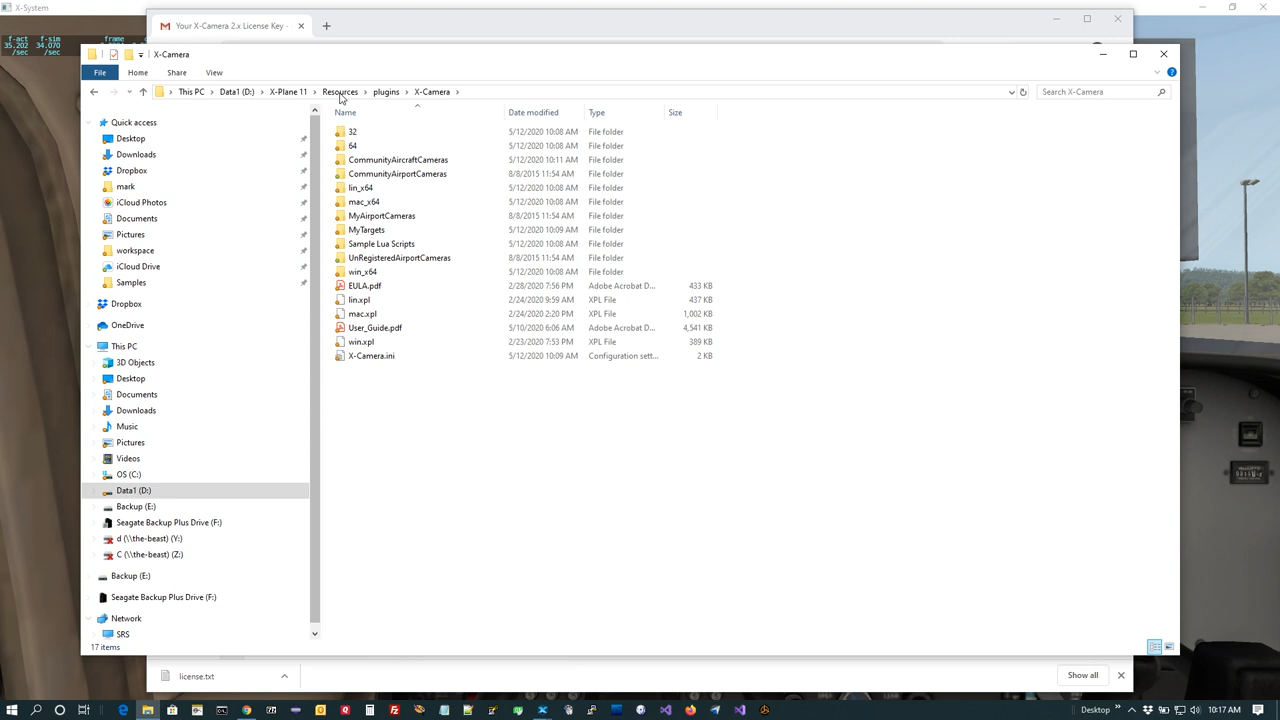 X-System
f-act f-sim frame
35.202 34.070
/sec /sec
Your X-Camera 2.x License Key -
X-Camera
File Home Share View
This PC Data1 (D:) X-Plane 11 Resources plugins X-Camera
Search X-Camera
Name Date modified Type Size
32 5/12/2020 10:08 AM File folder
64 5/12/2020 10:08 AM File folder
CommunityAircraftCameras 5/12/2020 10:11 AM File folder
CommunityAirportCameras 8/8/2015 11:54 AM File folder
lin_x64 5/12/2020 10:08 AM File folder
mac_x64 5/12/2020 10:08 AM File folder
MyAirportCameras 8/8/2015 11:54 AM File folder
MyTargets 5/12/2020 10:09 AM File folder
Sample Lua Scripts 5/12/2020 10:08 AM File folder
UnRegisteredAirportCameras 8/8/2015 11:54 AM File folder
win_x64 5/12/2020 10:08 AM File folder
EULA.pdf 2/28/2020 7:56 PM Adobe Acrobat D... 433 KB
lin.xpl 2/24/2020 9:59 AM XPL File 437 KB
mac.xpl 2/24/2020 2:20 PM XPL File 1,002 KB
User_Guide.pdf 5/10/2020 6:06 AM Adobe Acrobat D... 4,541 KB
win.xpl 2/23/2020 7:53 PM XPL File 389 KB
X-Camera.ini 5/12/2020 10:09 AM Configuration sett... 2 KB
Quick access
Desktop
Downloads
Dropbox
mark
iCloud Photos
Documents
Pictures
workspace
iCloud Drive
Samples
Dropbox
OneDrive
This PC
3D Objects
Desktop
Documents
Downloads
Music
Pictures
Videos
OS (C:)
Data1 (D:)
Backup (E:)
Seagate Backup Plus Drive (F:)
d (\\the-beast) (Y:)
C (\\the-beast) (Z:)
Backup (E:)
Seagate Backup Plus Drive (F:)
Network
SRS
17 items
license.txt
Show all
Desktop
10:17 AM